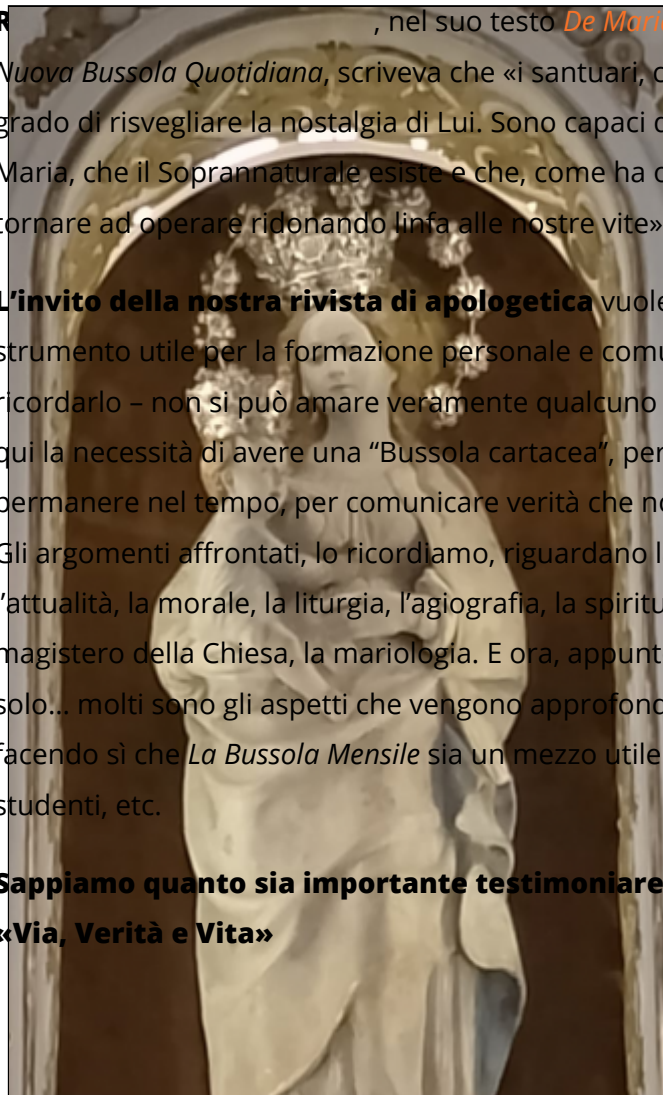 R , nel suo testo De Mari
Nuova Bussola Quotidiana, scriveva che «i santuari,
grado di risvegliare la nostalgia di Lui. Sono capaci
Maria, che il Soprannaturale esiste e che, come ha
tornare ad operare ridonando linfa alle nostre vite»
L’invito della nostra rivista di apologetica vuole
strumento utile per la formazione personale e comu
ricordarlo – non si può amare veramente qualcuno
qui la necessità di avere una “Bussola cartacea”, per
permanere nel tempo, per comunicare verità che no
Gli argomenti affrontati, lo ricordiamo, riguardano l
l’attualità, la morale, la liturgia, l’agiografia, la spiritu
magistero della Chiesa, la mariologia. E ora, appunt
solo… molti sono gli aspetti che vengono approfond
facendo sì che La Bussola Mensile sia un mezzo utile
studenti, etc.
Sappiamo quanto sia importante testimoniare
«Via, Verità e Vita»